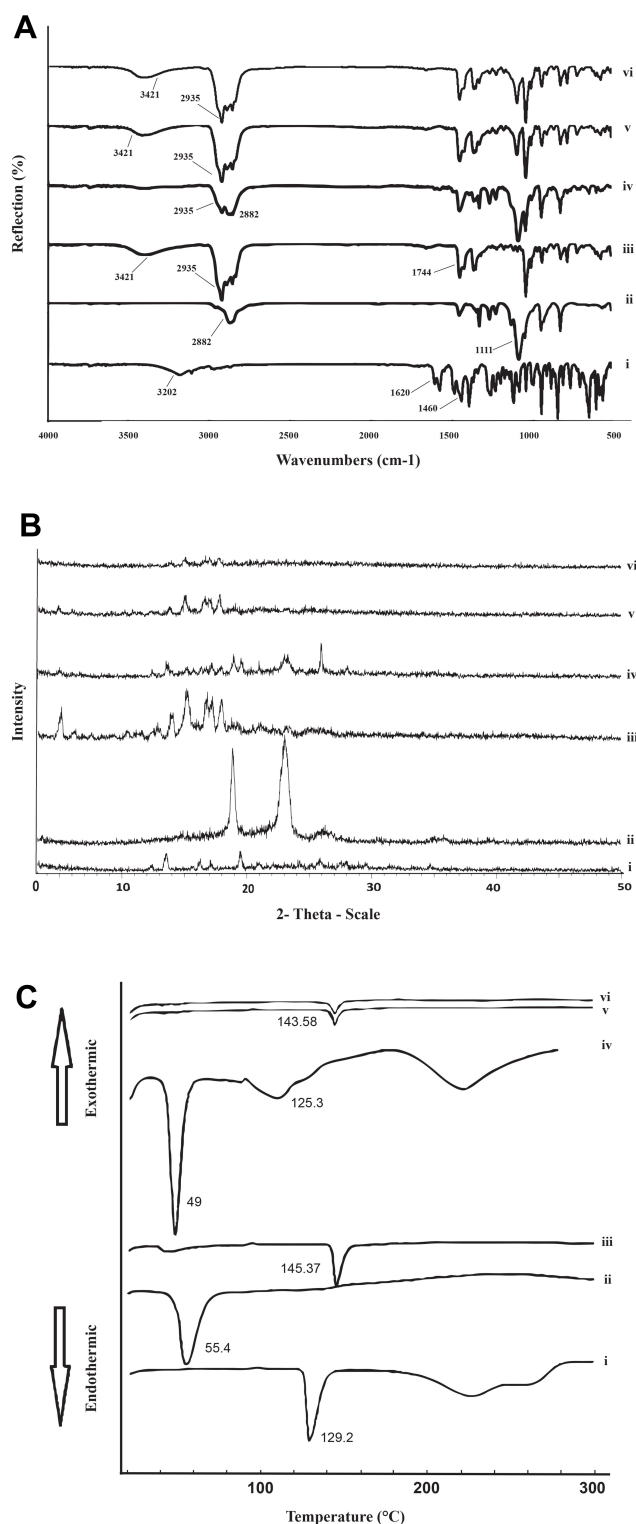 A
vi
3421
2935
v
3421
2935
iv
2935
2882
iii
3421
2935
1744
ii
2882
1111
i
3202
1620
1460
4000 3500 3000 2500 2000 1500 1000 500
Reflection (%)
Wavenumbers (cm-1)
B
vi
v
iv
iii
ii
i
Intensity
0 10 20 30 40 50
2- Theta - Scale
C
vi
v
143.58
iv
125.3
49
iii
145.37
ii
55.4
i
129.2
Exothermic
Endothermic
100 200 300
Temperature (°C)